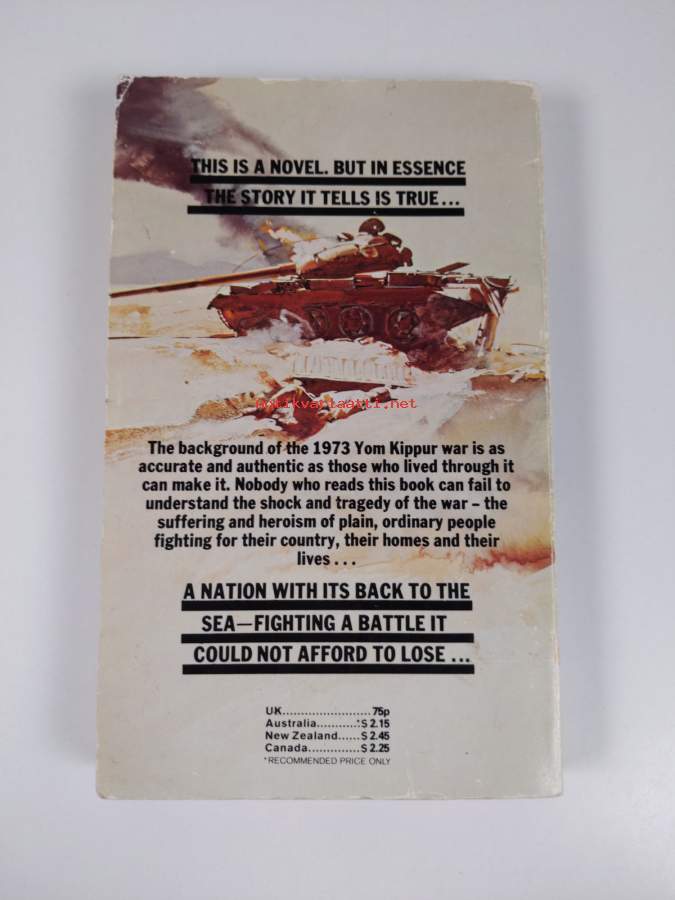 THIS IS A NOVEL. BUT IN ESSENCE
THE STORY IT TELLS IS TRUE...
antikvariaatti.net
The background of the 1973 Yom Kippur war is as
accurate and authentic as those who lived through it
can make it. Nobody who reads this book can fail to
understand the shock and tragedy of the war – the
suffering and heroism of plain, ordinary people
fighting for their country, their homes and their
lives...
A NATION WITH ITS BACK TO THE
SEA—FIGHTING A BATTLE IT
COULD NOT AFFORD TO LOSE...
UK........................75p
Australia...........*$ 2.15
New Zealand......$ 2.45
Canada..............$ 2.25
*RECOMMENDED PRICE ONLY